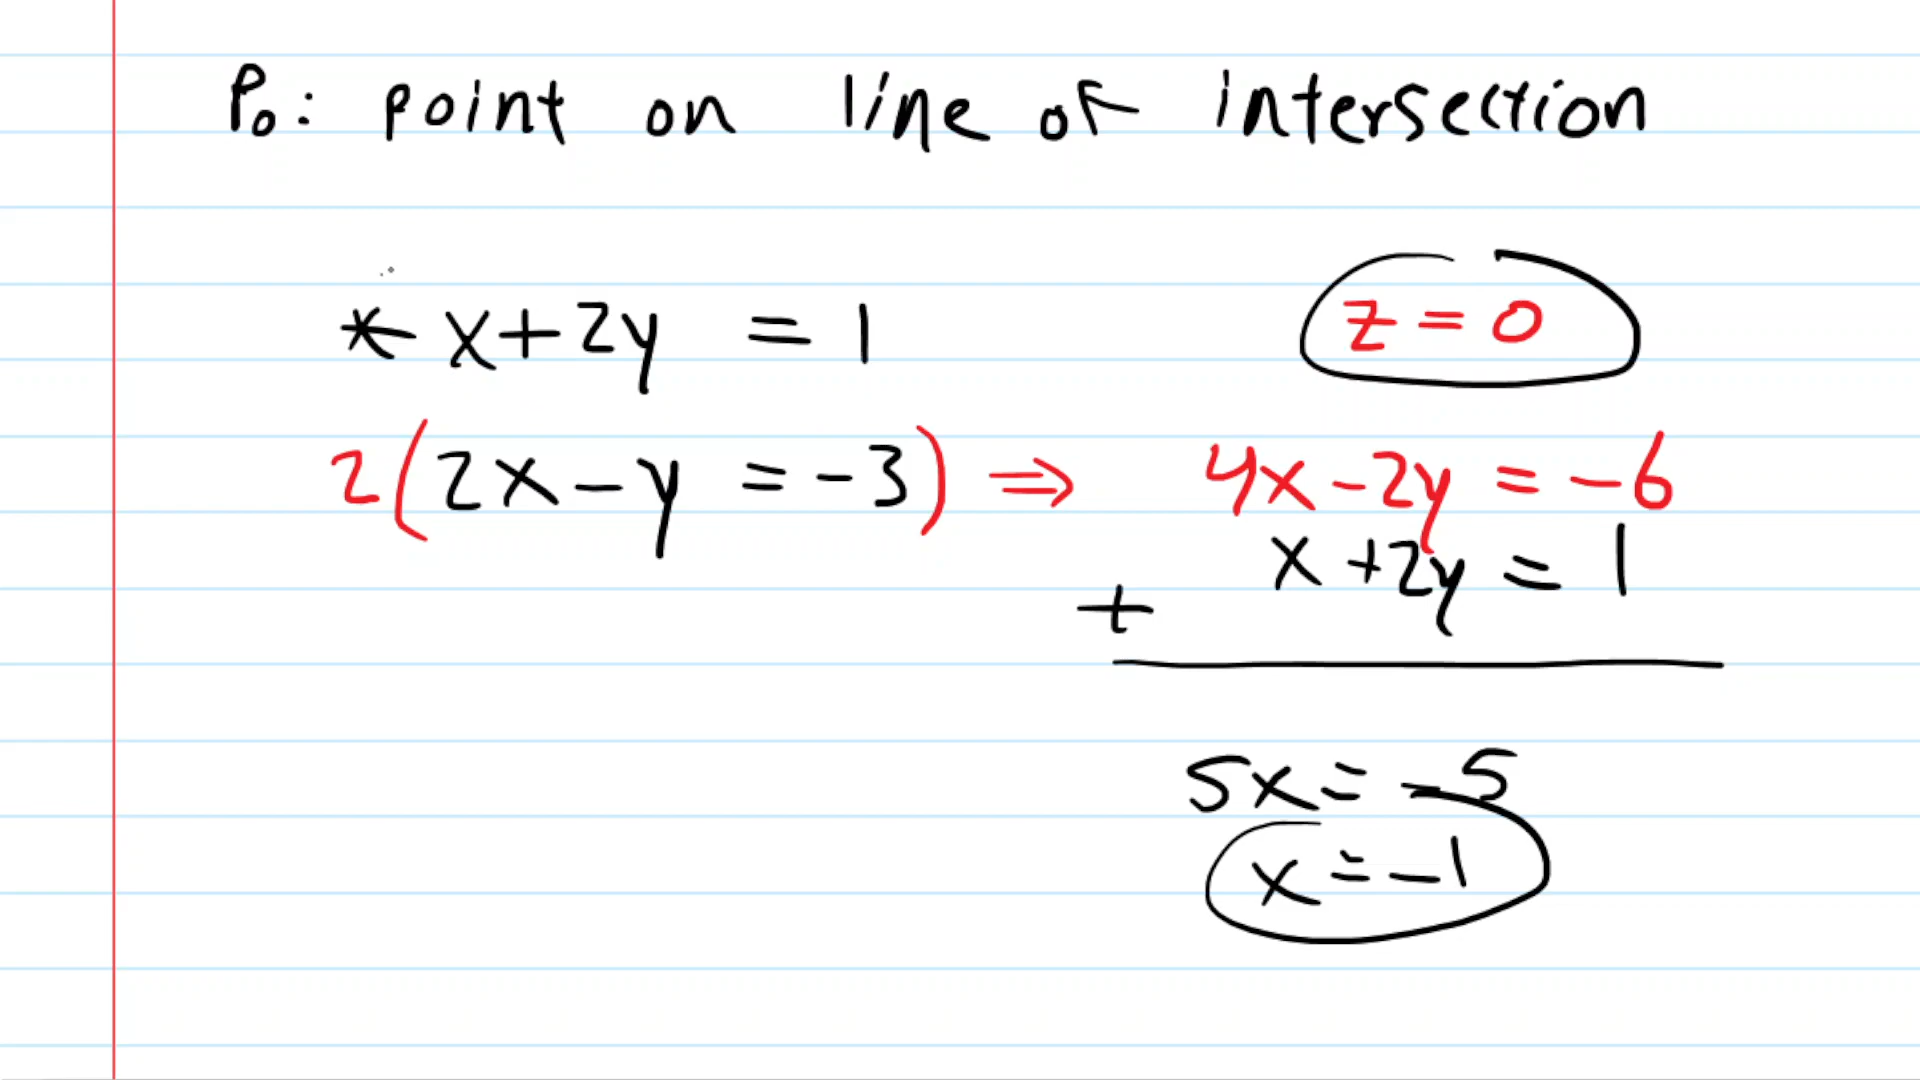 P₀: point on line of intersection
* x+2y = 1
z = 0
2(2x-y = -3) ⇒ 4x-2y = -6
+ x+2y = 1
5x = -5
x = -1